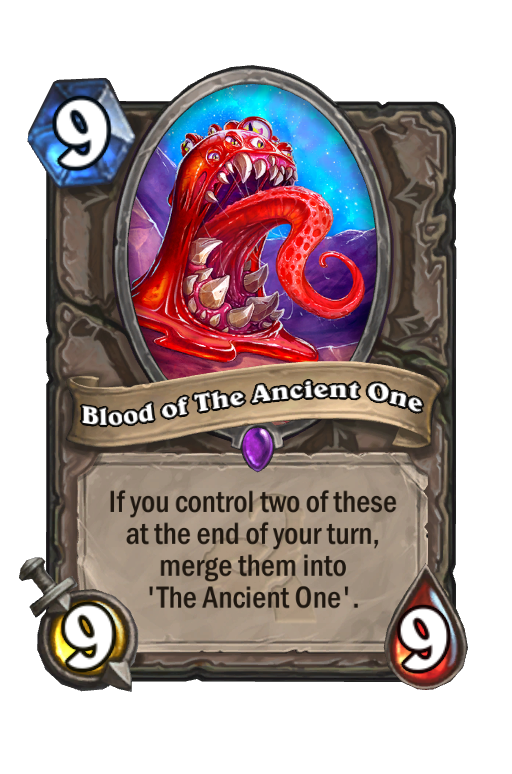 9
Blood of The Ancient One
If you control two of these
at the end of your turn,
merge them into
'The Ancient One'.
9
9